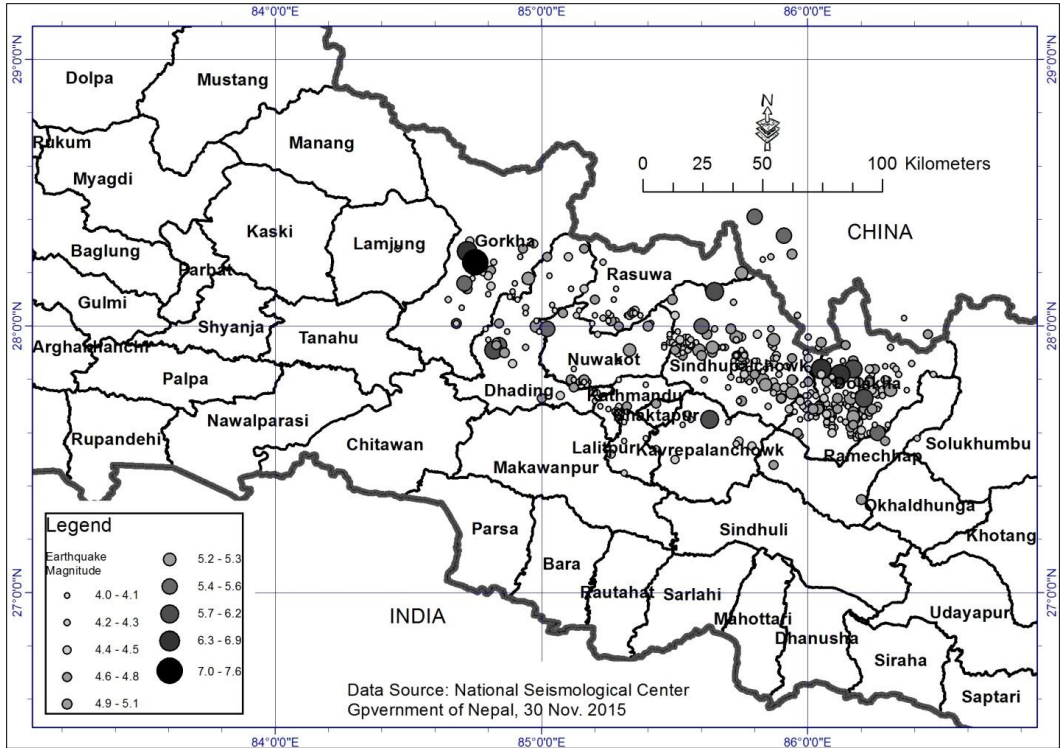 84°0'0"E 85°0'0"E 86°0'0"E
29°0'0"N 29°0'0"N
Dolpa Mustang
N
Rukum Manang
0 25 50 100 Kilometers
Myagdi
Kaski Lamjung Gorkha CHINA
Baglung
Parbat Rasuwa
Gulmi
28°0'0"N 28°0'0"N
Shyanja Tanahu
Arghakhanchi Nuwakot Sindhupalchowk
Palpa Dhading Kathmandu Dolkha
Nawalparasi Bhaktapur
Rupandehi Chitawan Lalitpur Kavrepalanchowk Solukhumbu
Makawanpur Ramechhap
Okhaldhunga
Parsa Sindhuli Khotang
Bara
Rautahat Sarlahi
27°0'0"N 27°0'0"N
INDIA Mahottari Udayapur
Dhanusha
Siraha
Saptari
Legend
Earthquake
Magnitude
4.0 - 4.1
4.2 - 4.3
4.4 - 4.5
4.6 - 4.8
4.9 - 5.1
5.2 - 5.3
5.4 - 5.6
5.7 - 6.2
6.3 - 6.9
7.0 - 7.6
Data Source: National Seismological Center
Gpvernment of Nepal, 30 Nov. 2015
84°0'0"E 85°0'0"E 86°0'0"E